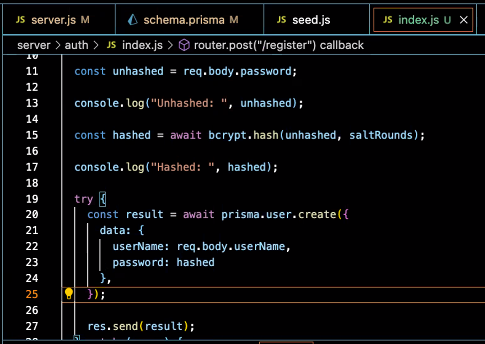 JS server.js M schema.prisma M JS seed.js JS index.js U ×
server > auth > JS index.js > router.post("/register") callback
10
11 const unhashed = req.body.password;
12
13 console.log("Unhashed: ", unhashed);
14
15 const hashed = await bcrypt.hash(unhashed, saltRounds);
16
17 console.log("Hashed: ", hashed);
18
19 try {
20 const result = await prisma.user.create({
21 data: {
22 userName: req.body.userName,
23 password: hashed
24 },
25 });
26
27 res.send(result);
28